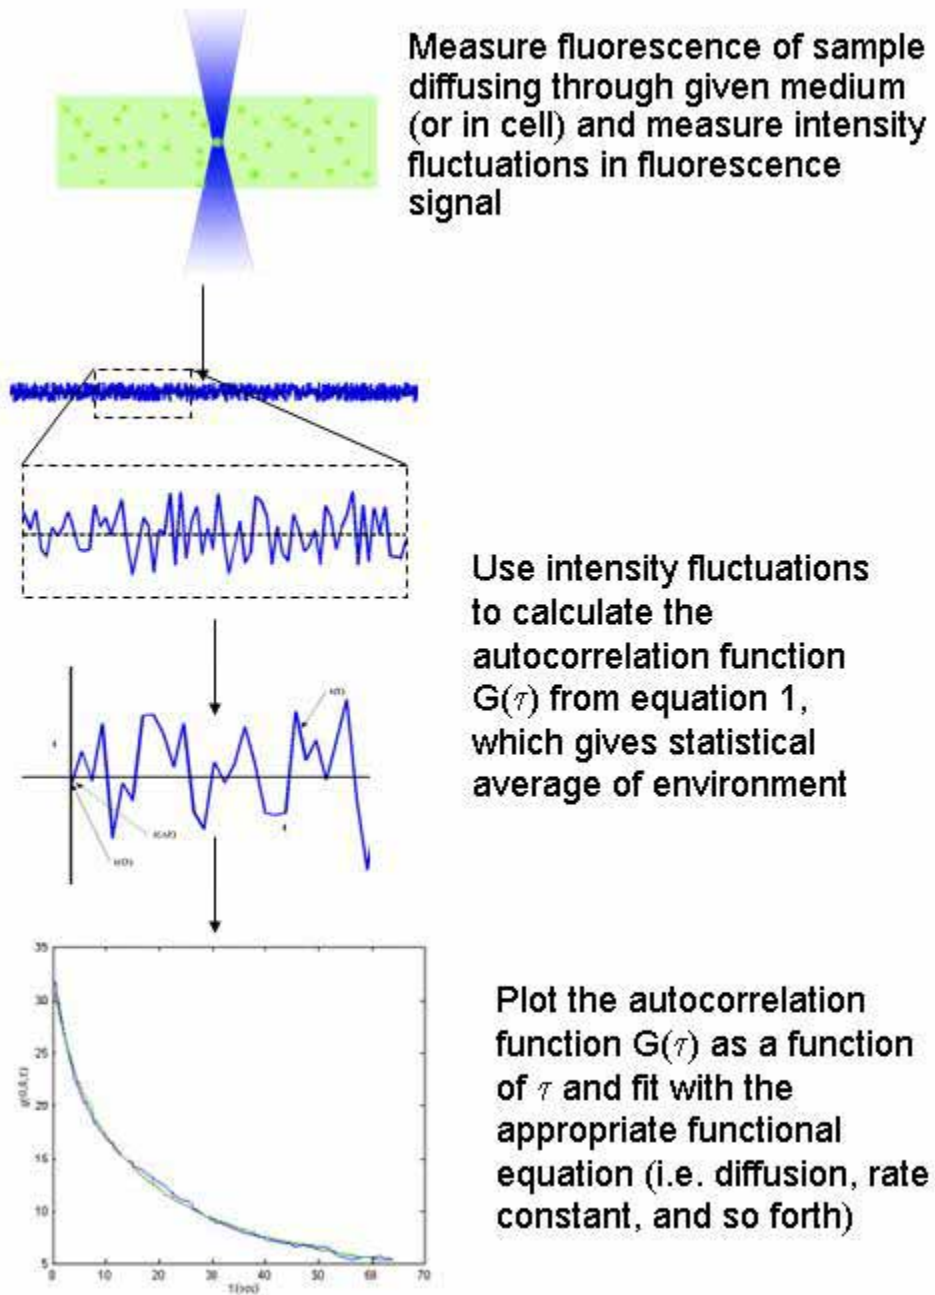 Measure fluorescence of sample
diffusing through given medium
(or in cell) and measure intensity
fluctuations in fluorescence
signal
Use intensity fluctuations
to calculate the
autocorrelation function
G(τ) from equation 1,
which gives statistical
average of environment
35
30
25
20
15
10
5
0
10
20
30
40
50
60
70
Plot the autocorrelation
function G(τ) as a function
of τ and fit with the
appropriate functional
equation (i.e. diffusion, rate
constant, and so forth)